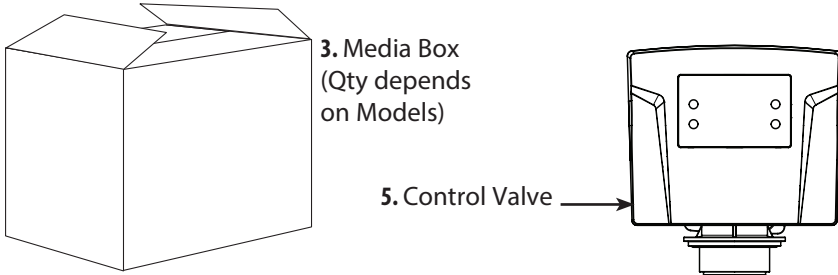 3. Media Box
(Qty depends
on Models)
5. Control Valve